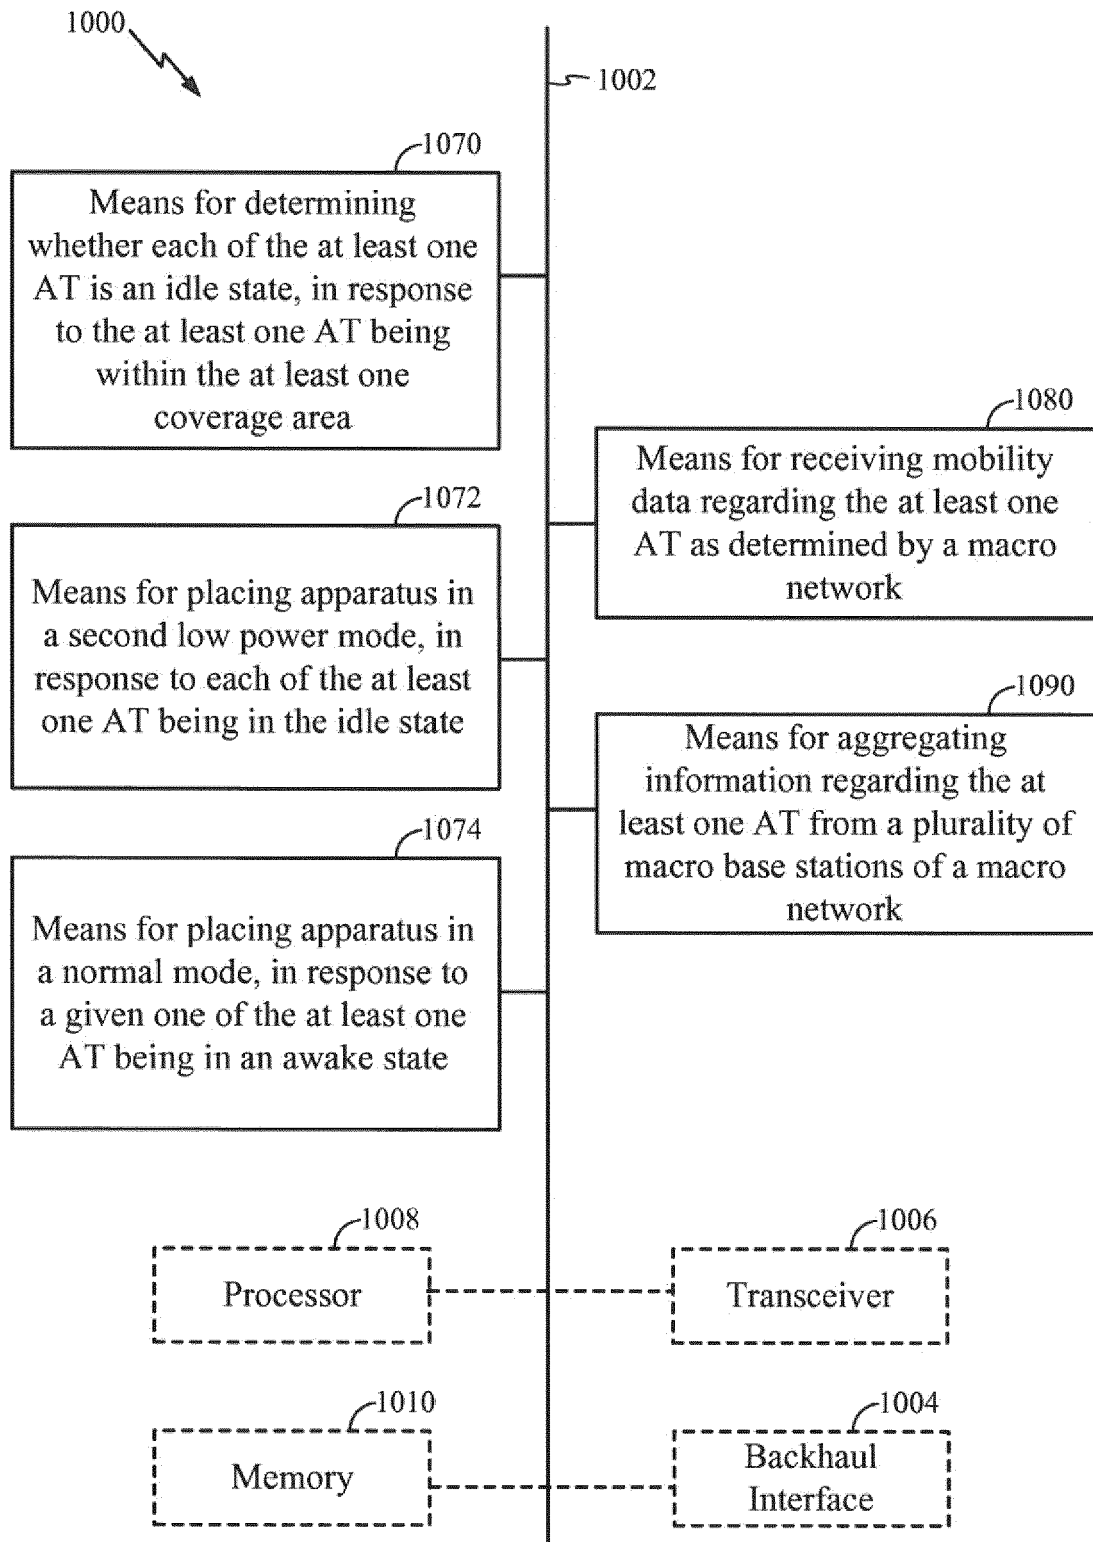 1000
1002
1070
Means for determining
whether each of the at least one
AT is an idle state, in response
to the at least one AT being
within the at least one
coverage area
1080
Means for receiving mobility
data regarding the at least one
AT as determined by a macro
network
1072
Means for placing apparatus in
a second low power mode, in
response to each of the at least
one AT being in the idle state
1090
Means for aggregating
information regarding the at
least one AT from a plurality of
macro base stations of a macro
network
1074
Means for placing apparatus in
a normal mode, in response to
a given one of the at least one
AT being in an awake state
1008
Processor
1006
Transceiver
1010
Memory
1004
Backhaul
Interface